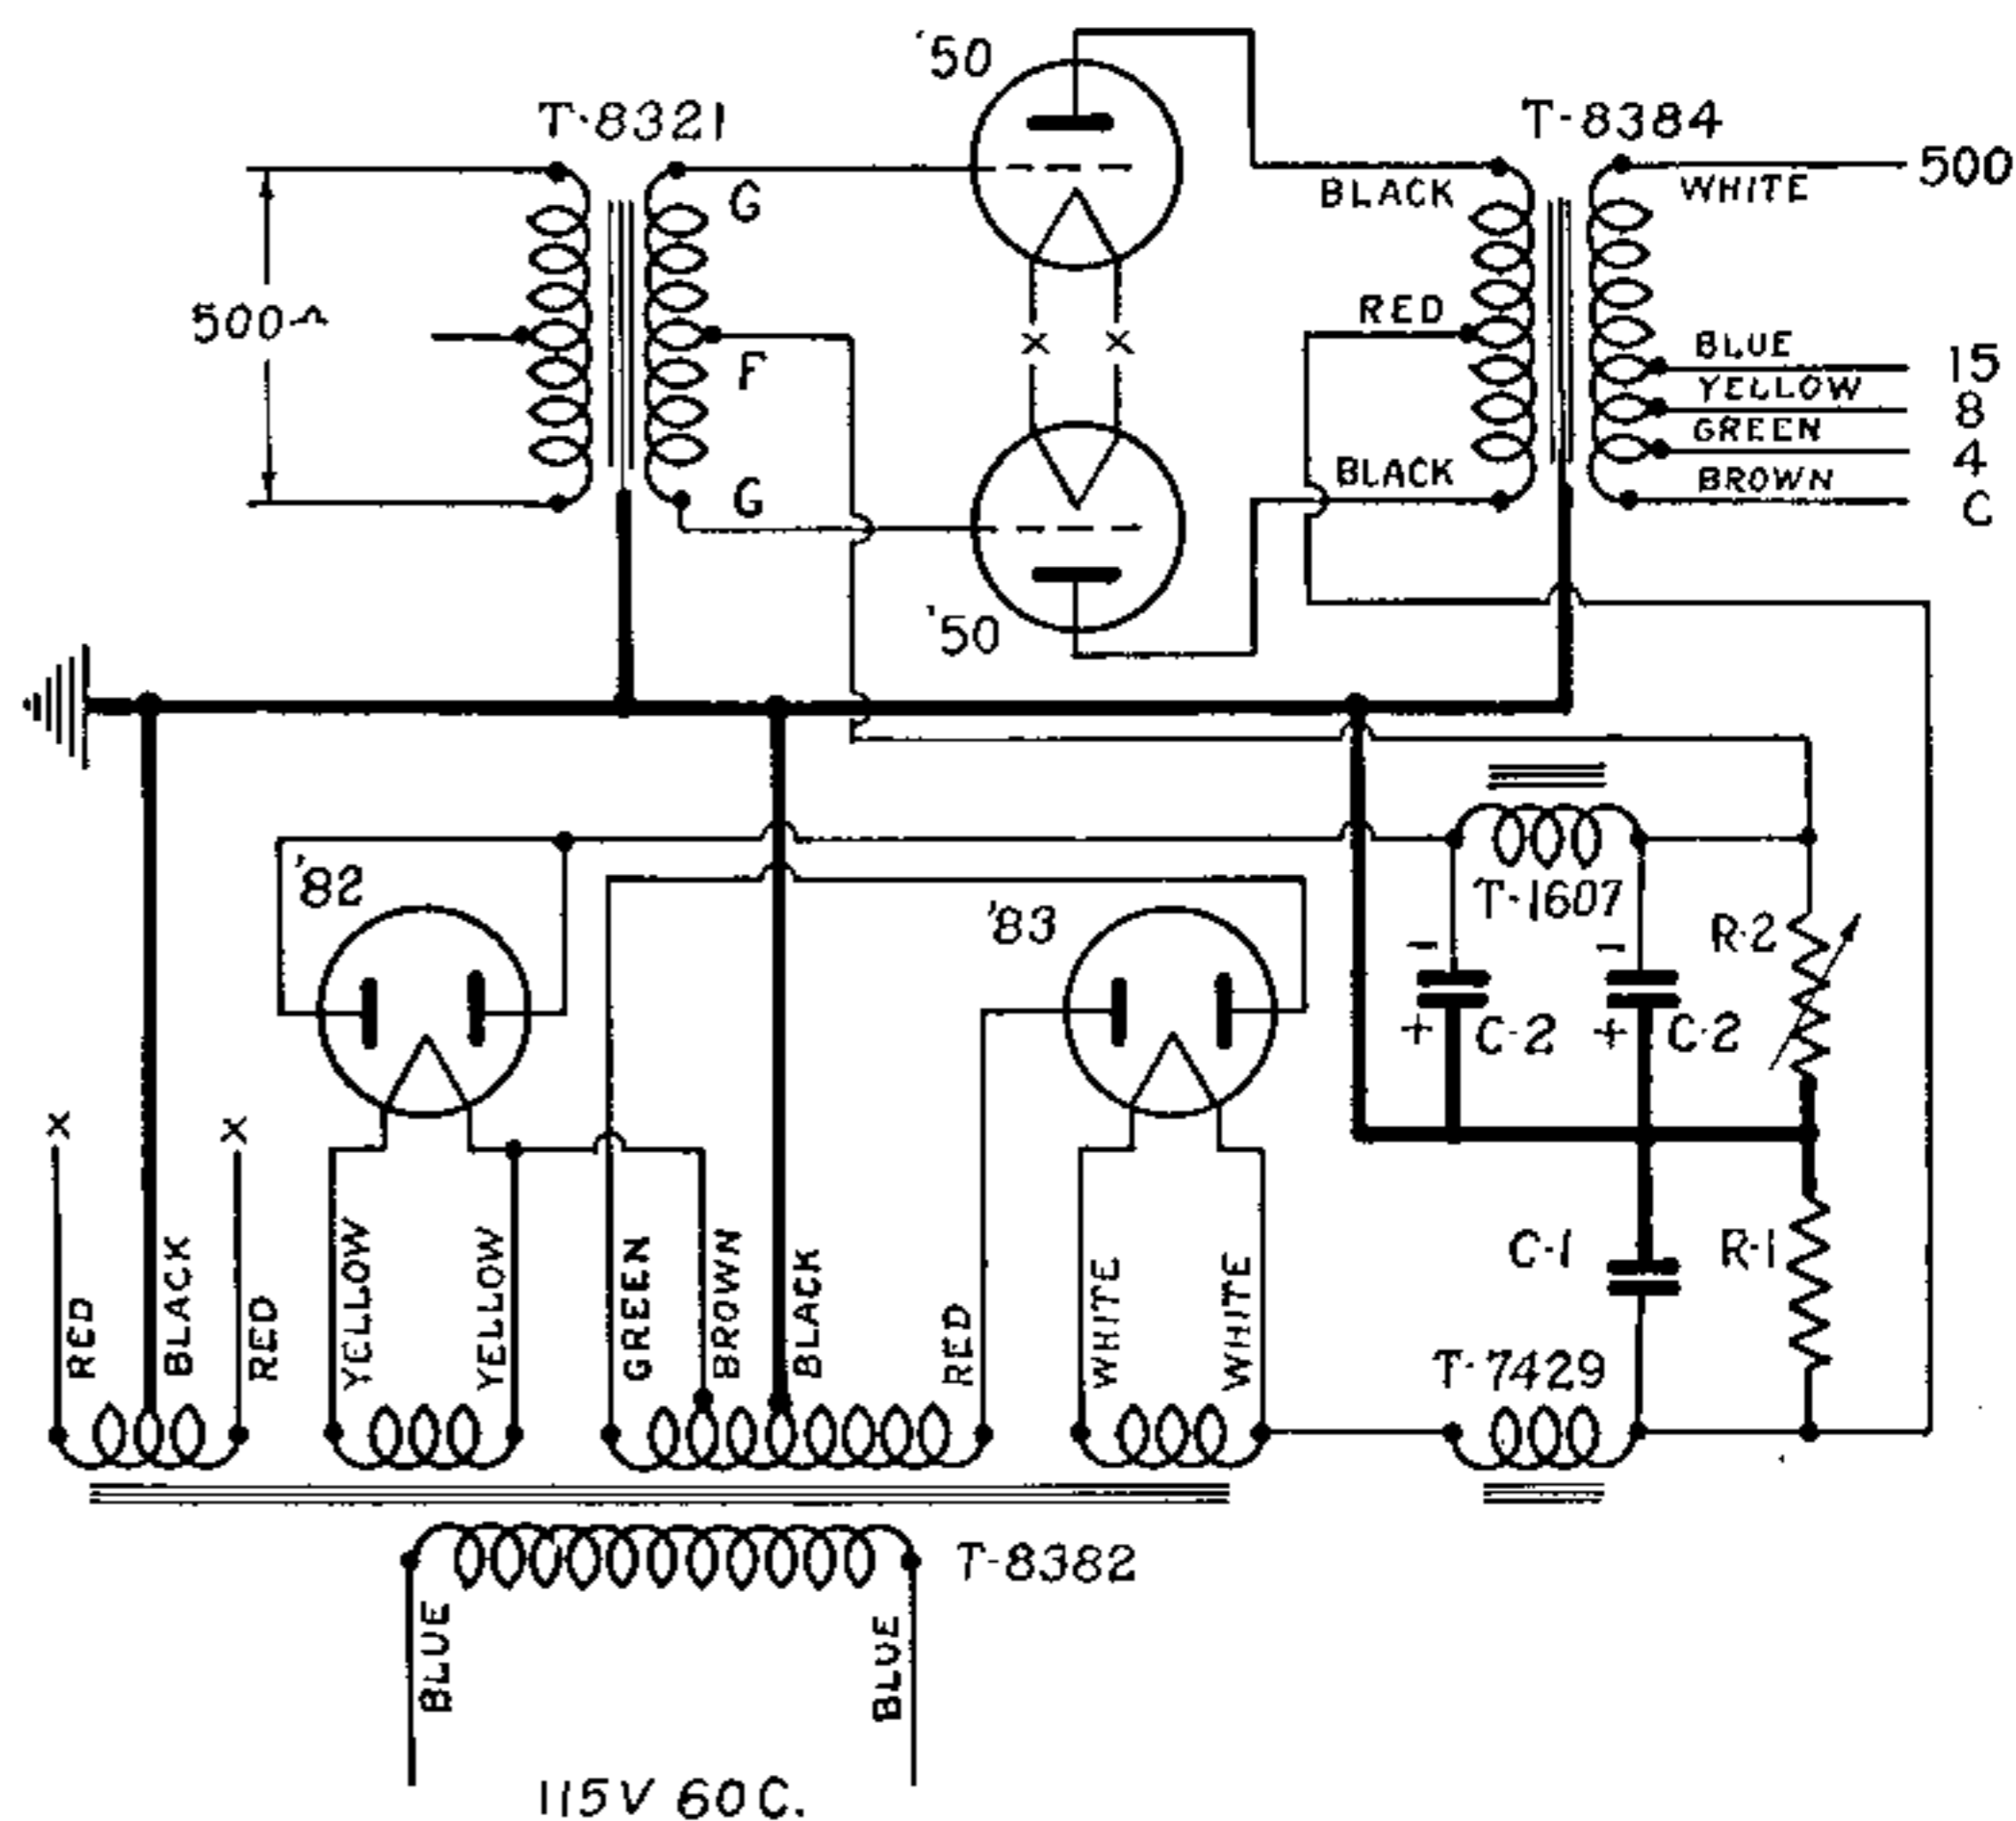 '50
T-8321
T-8384
G
BLACK
WHITE
500
500
RED
F
BLUE
15
YELLOW
8
GREEN
4
BLACK
BROWN
C
G
X
X
'50
'82
'83
T-1607
R-2
-
-
+
C-2
+
C-2
X
X
RED
BLACK
RED
YELLOW
YELLOW
GREEN
BROWN
BLACK
RED
WHITE
WHITE
C-1
R-1
T-7429
T-8382
BLUE
BLUE
115V 60C.